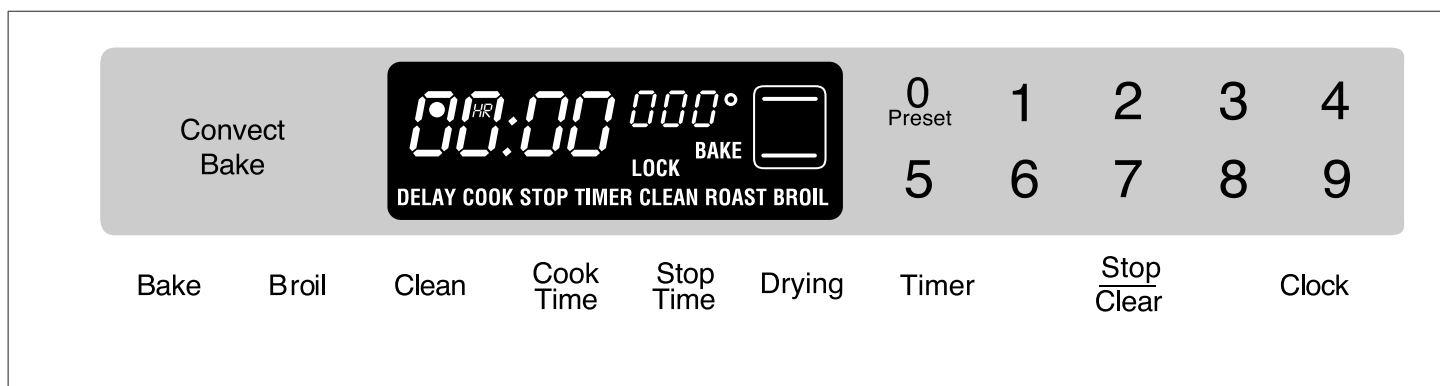 Convect
Bake
00:00
HR
000°
BAKE
LOCK
DELAY COOK STOP TIMER CLEAN ROAST BROIL
0 1 2 3 4
Preset
5 6 7 8 9
Bake
Broil
Clean
Cook
Time
Stop
Time
Drying
Timer
Stop
Clear
Clock